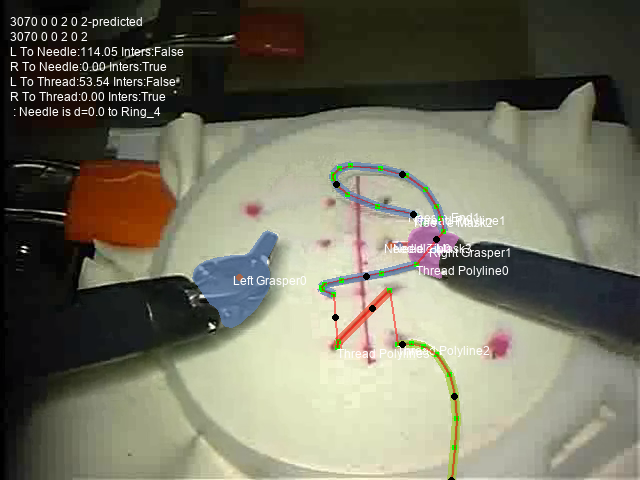 3070 0 0 2 0 2-predicted
3070 0 0 2 0 2
L To Needle:114.05 Inters:False
R To Needle:0.00 Inters:True
L To Thread:53.54 Inters:False
R To Thread:0.00 Inters:True
: Needle is d=0.0 to Ring_4
Right Grasper1
Thread Polyline0
Left Grasper0
Thread Polyline2